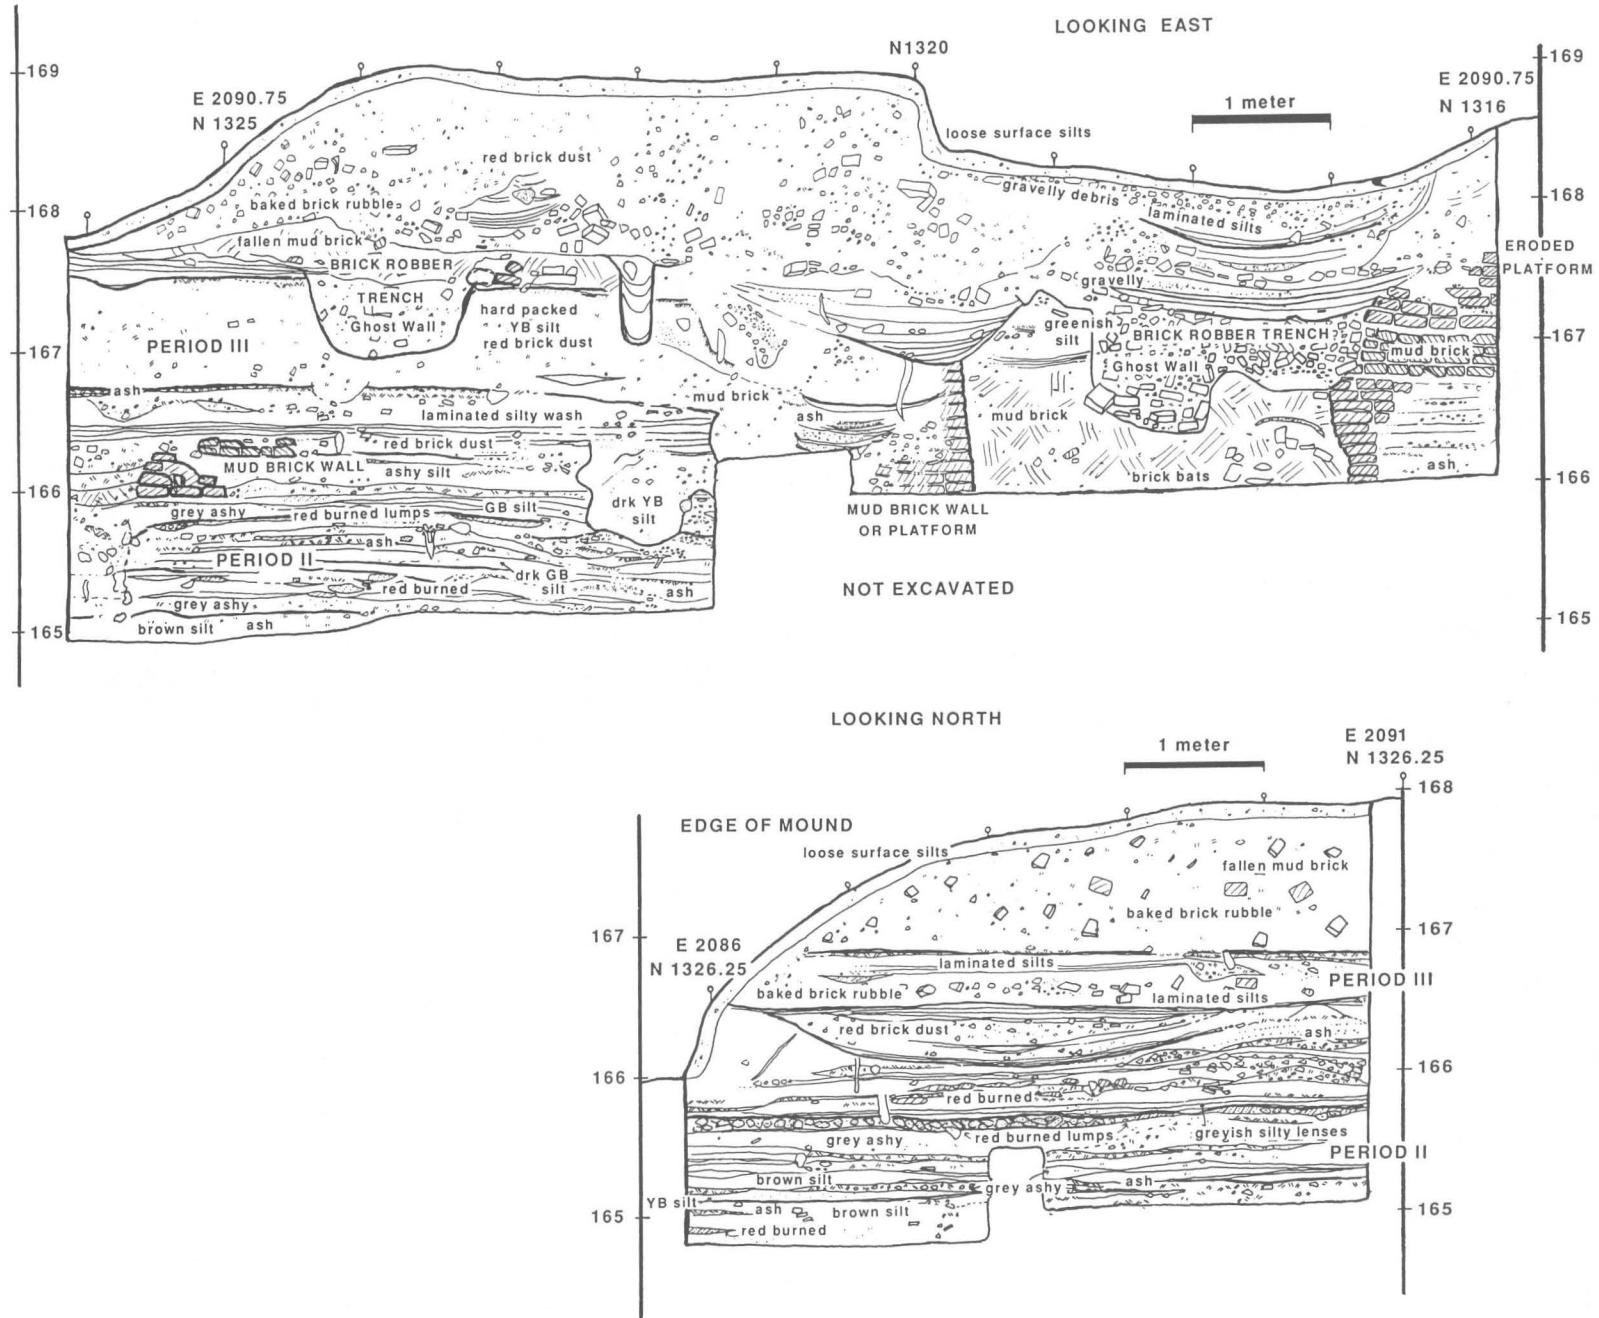 LOOKING EAST
N1320
169
169
E 2090.75
N 1325
E 2090.75
N 1316
1 meter
loose surface silts
red brick dust
gravelly debris
baked brick rubble
laminated silts
168
168
fallen mud brick
ERODED
PLATFORM
BRICK ROBBER
TRENCH
Ghost Wall
hard packed
YB silt
red brick dust
gravelly
greenish
silt
BRICK ROBBER TRENCH
Ghost Wall
mud brick
PERIOD III
167
167
ash
mud brick
laminated silty wash
ash
mud brick
red brick dust
MUD BRICK WALL
ashy silt
ash
brick bats
166
166
drk YB
silt
grey ashy
red burned lumps
GB silt
MUD BRICK WALL
OR PLATFORM
ash
PERIOD II
drk GB
silt
red burned
ash
NOT EXCAVATED
grey ashy
brown silt
ash
165
165
LOOKING NORTH
1 meter
E 2091
N 1326.25
168
EDGE OF MOUND
loose surface silts
fallen mud brick
baked brick rubble
167
167
E 2086
N 1326.25
laminated silts
PERIOD III
baked brick rubble
laminated silts
red brick dust
ash
166
166
red burned
grey ashy
red burned lumps
greyish silty lenses
PERIOD II
brown silt
grey ashy
ash
YB silt
ash
brown silt
165
165
red burned